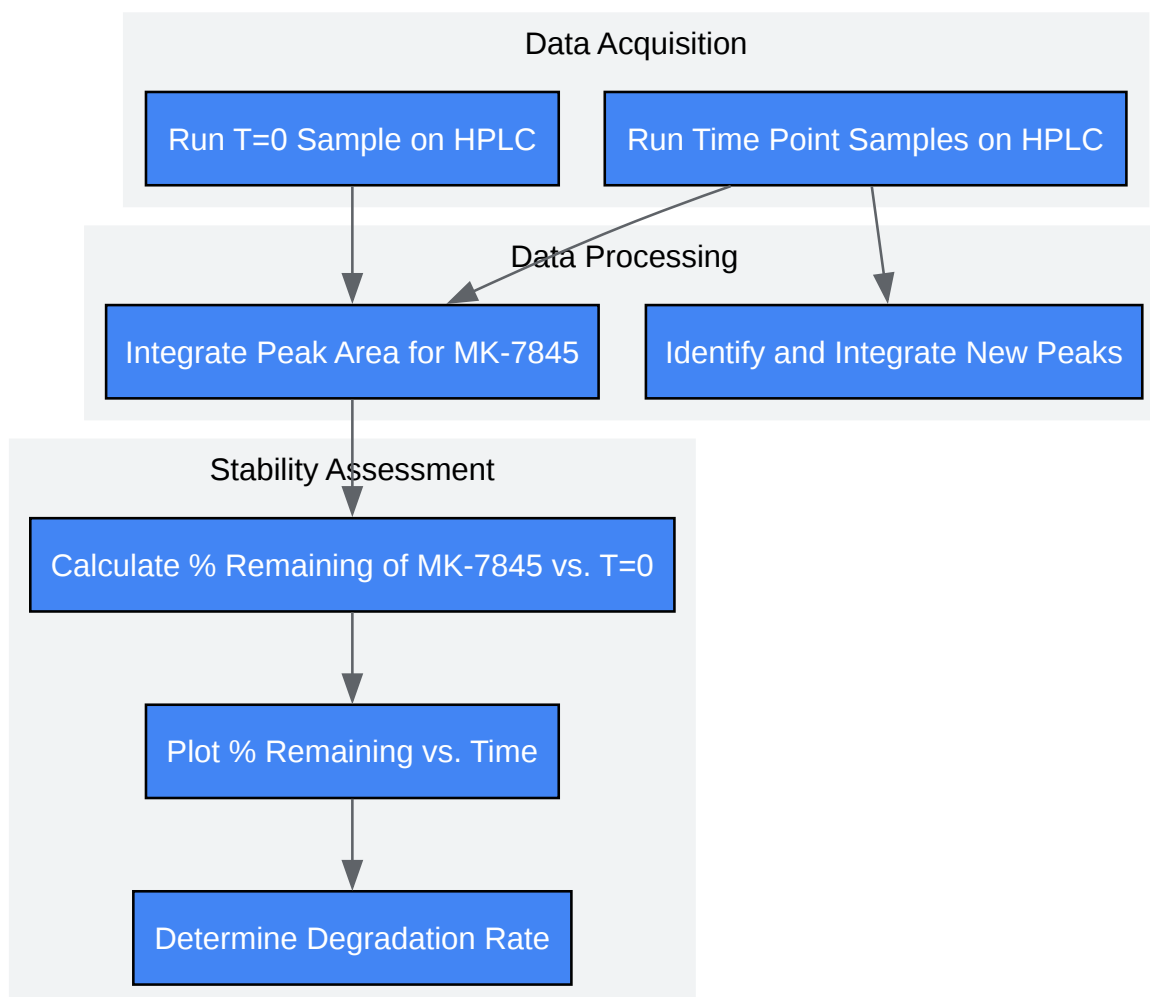 Data Acquisition
Run T=0 Sample on HPLC
Run Time Point Samples on HPLC
Data Processing
Integrate Peak Area for MK-7845
Identify and Integrate New Peaks
Stability Assessment
Calculate % Remaining of MK-7845 vs. T=0
Plot % Remaining vs. Time
Determine Degradation Rate